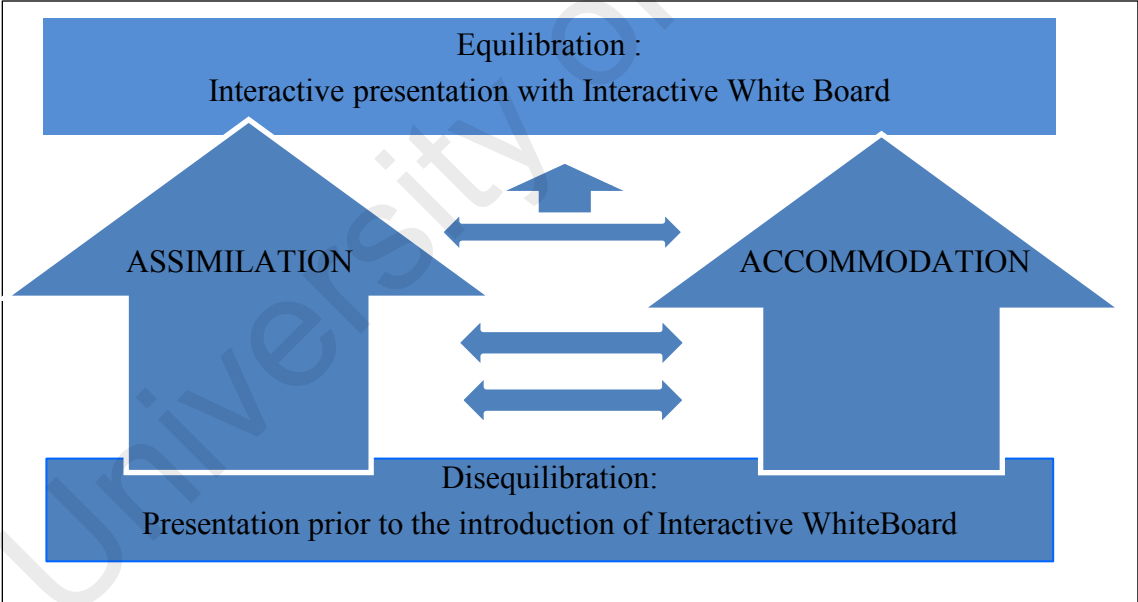 Equilibration :
Interactive presentation with Interactive White Board
ASSIMILATION
ACCOMMODATION
Disequilibration:
Presentation prior to the introduction of Interactive WhiteBoard
University of